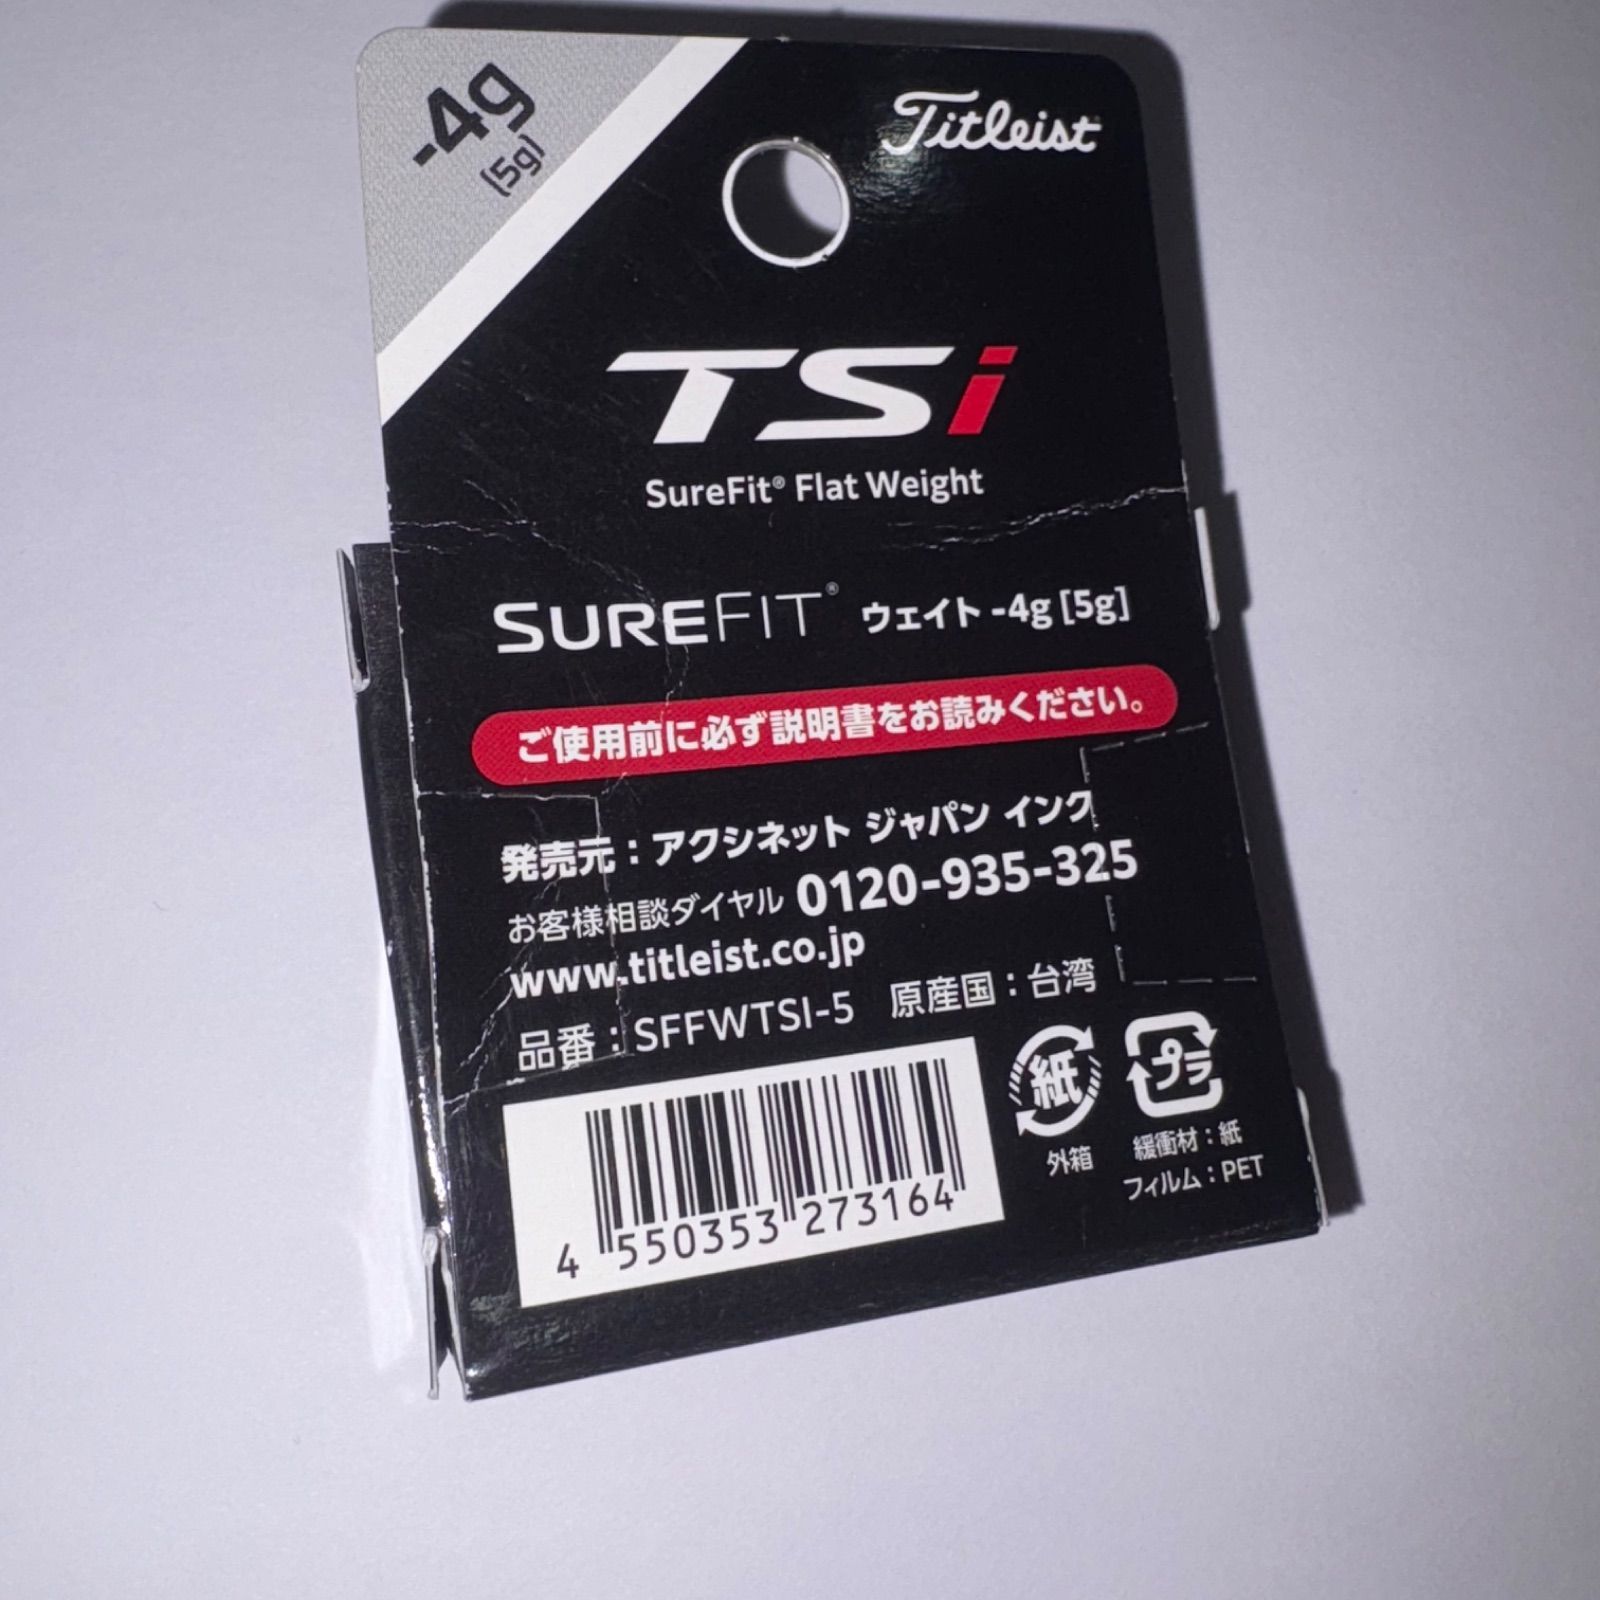 -4g
[5g]
Titleist
TSi
SureFit® Flat Weight
SUREFIT® ウェイト -4g [5g]
ご使用前に必ず説明書をお読みください。
発売元：アクシネット ジャパン インク
お客様相談ダイヤル 0120-935-325
www.titleist.co.jp
品番：SFFWTSI-5 原産国：台湾
紙
外箱
プラ
緩衝材：紙
フィルム：PET
4 550353 273164